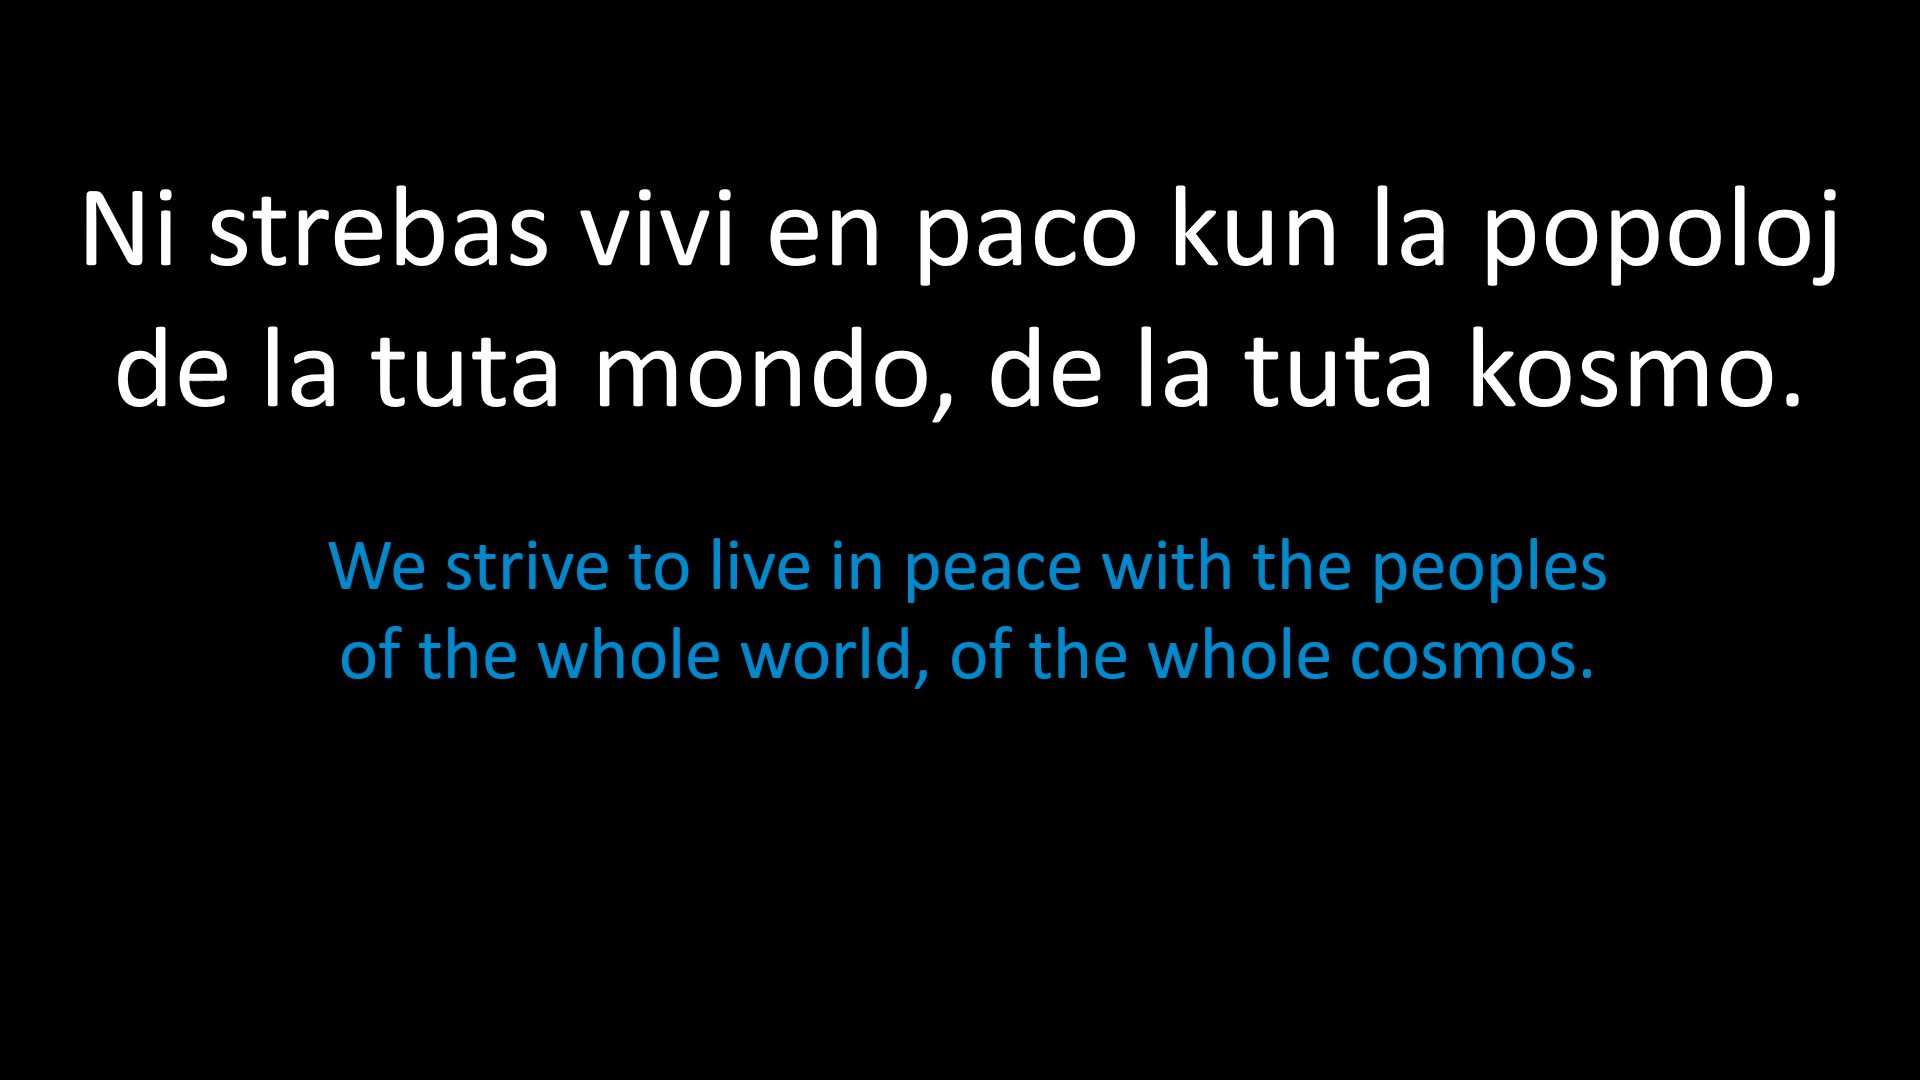 Ni strebas vivi en paco kun la popoloj
de la tuta mondo, de la tuta kosmo.
We strive to live in peace with the peoples
of the whole world, of the whole cosmos.